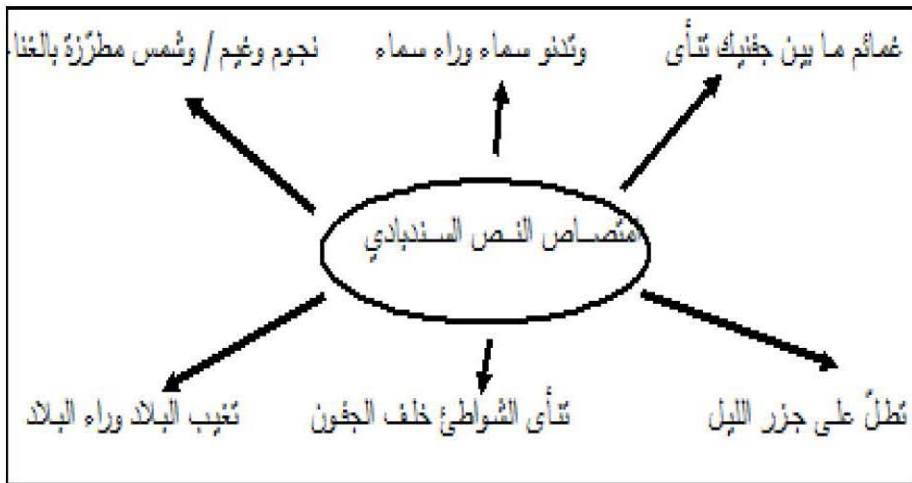 غمائم ما بين جفنيك تنأى
وتدنو سماء وراء سماء
نجوم وغيم / وشمس مطرّزة بالغناء
امتصاص النص السندبادي
تطلّ على جزر الليل
تنأى الشواطئ خلف الجفون
تغيب البلاد وراء البلاد